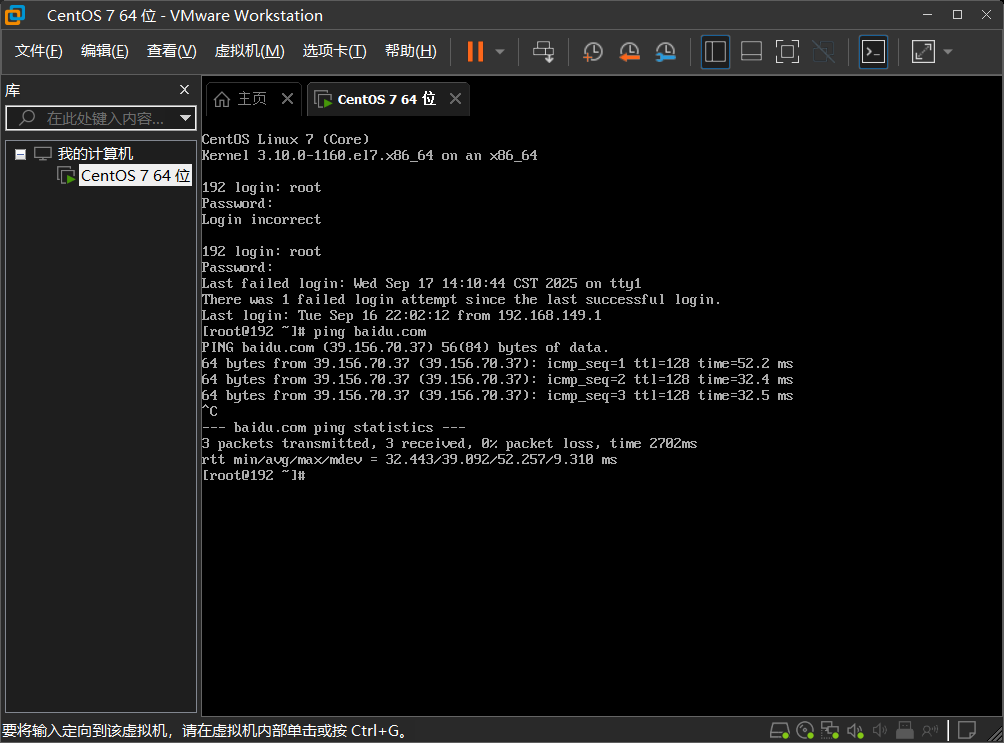 CentOS 7 64 位 - VMware Workstation
文件(F) 编辑(E) 查看(V) 虚拟机(M) 选项卡(T) 帮助(H)
库
在此处键入内容...
我的计算机
CentOS 7 64 位
主页
CentOS 7 64 位
CentOS Linux 7 (Core)
Kernel 3.10.0-1160.el7.x86_64 on an x86_64
192 login: root
Password:
Login incorrect
192 login: root
Password:
Last failed login: Wed Sep 17 14:10:44 CST 2025 on tty1
There was 1 failed login attempt since the last successful login.
Last login: Tue Sep 16 22:02:12 from 192.168.149.1
[root@192 ~]# ping baidu.com
PING baidu.com (39.156.70.37) 56(84) bytes of data.
64 bytes from 39.156.70.37 (39.156.70.37): icmp_seq=1 ttl=128 time=52.2 ms
64 bytes from 39.156.70.37 (39.156.70.37): icmp_seq=2 ttl=128 time=32.4 ms
64 bytes from 39.156.70.37 (39.156.70.37): icmp_seq=3 ttl=128 time=32.5 ms
^C
--- baidu.com ping statistics ---
3 packets transmitted, 3 received, 0% packet loss, time 2702ms
rtt min/avg/max/mdev = 32.443/39.092/52.257/9.310 ms
[root@192 ~]#
要将输入定向到该虚拟机，请在虚拟机内部单击或按 Ctrl+G。